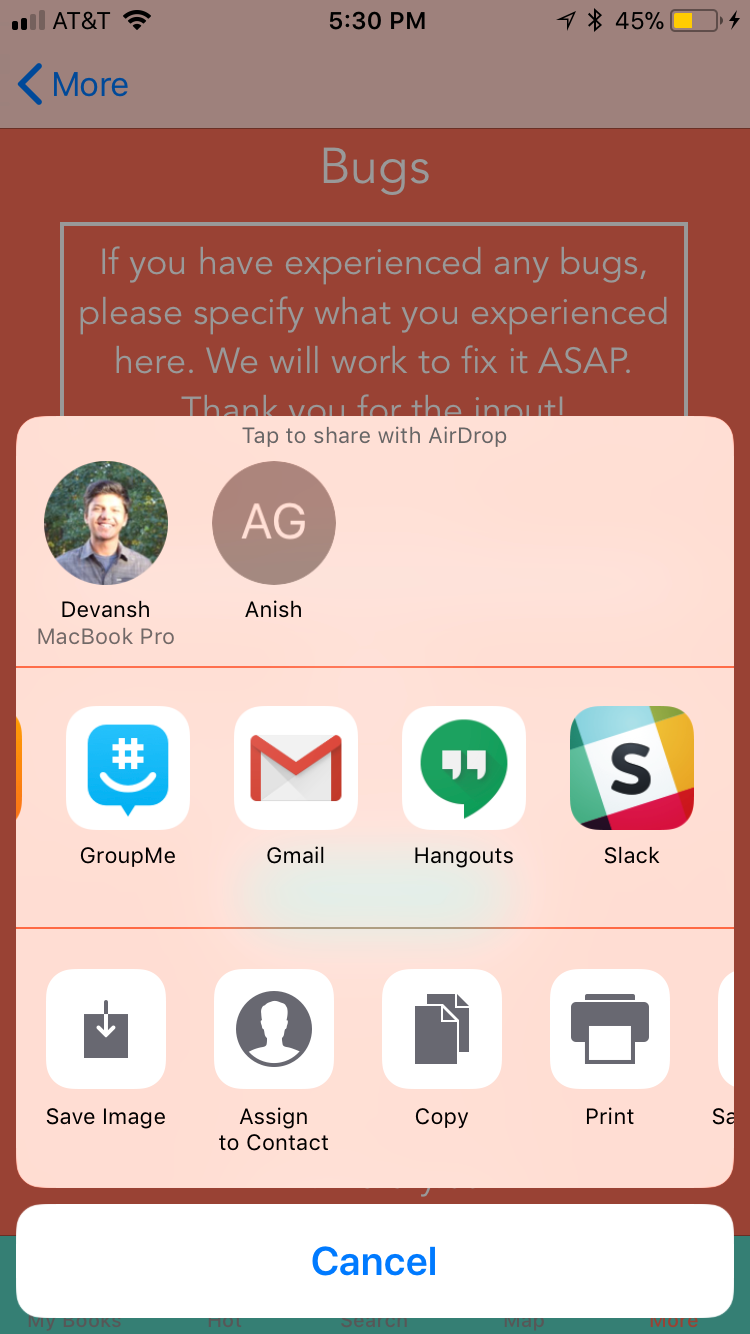 AT&T 5:30 PM 45%
More
Bugs
If you have experienced any bugs,
please specify what you experienced
here. We will work to fix it ASAP.
Thank you for the input!
Tap to share with AirDrop
AG
Devansh Anish
MacBook Pro
S
GroupMe Gmail Hangouts Slack
Save Image Assign Copy Print Sa
to Contact
Cancel
My Books Hot Search Map More